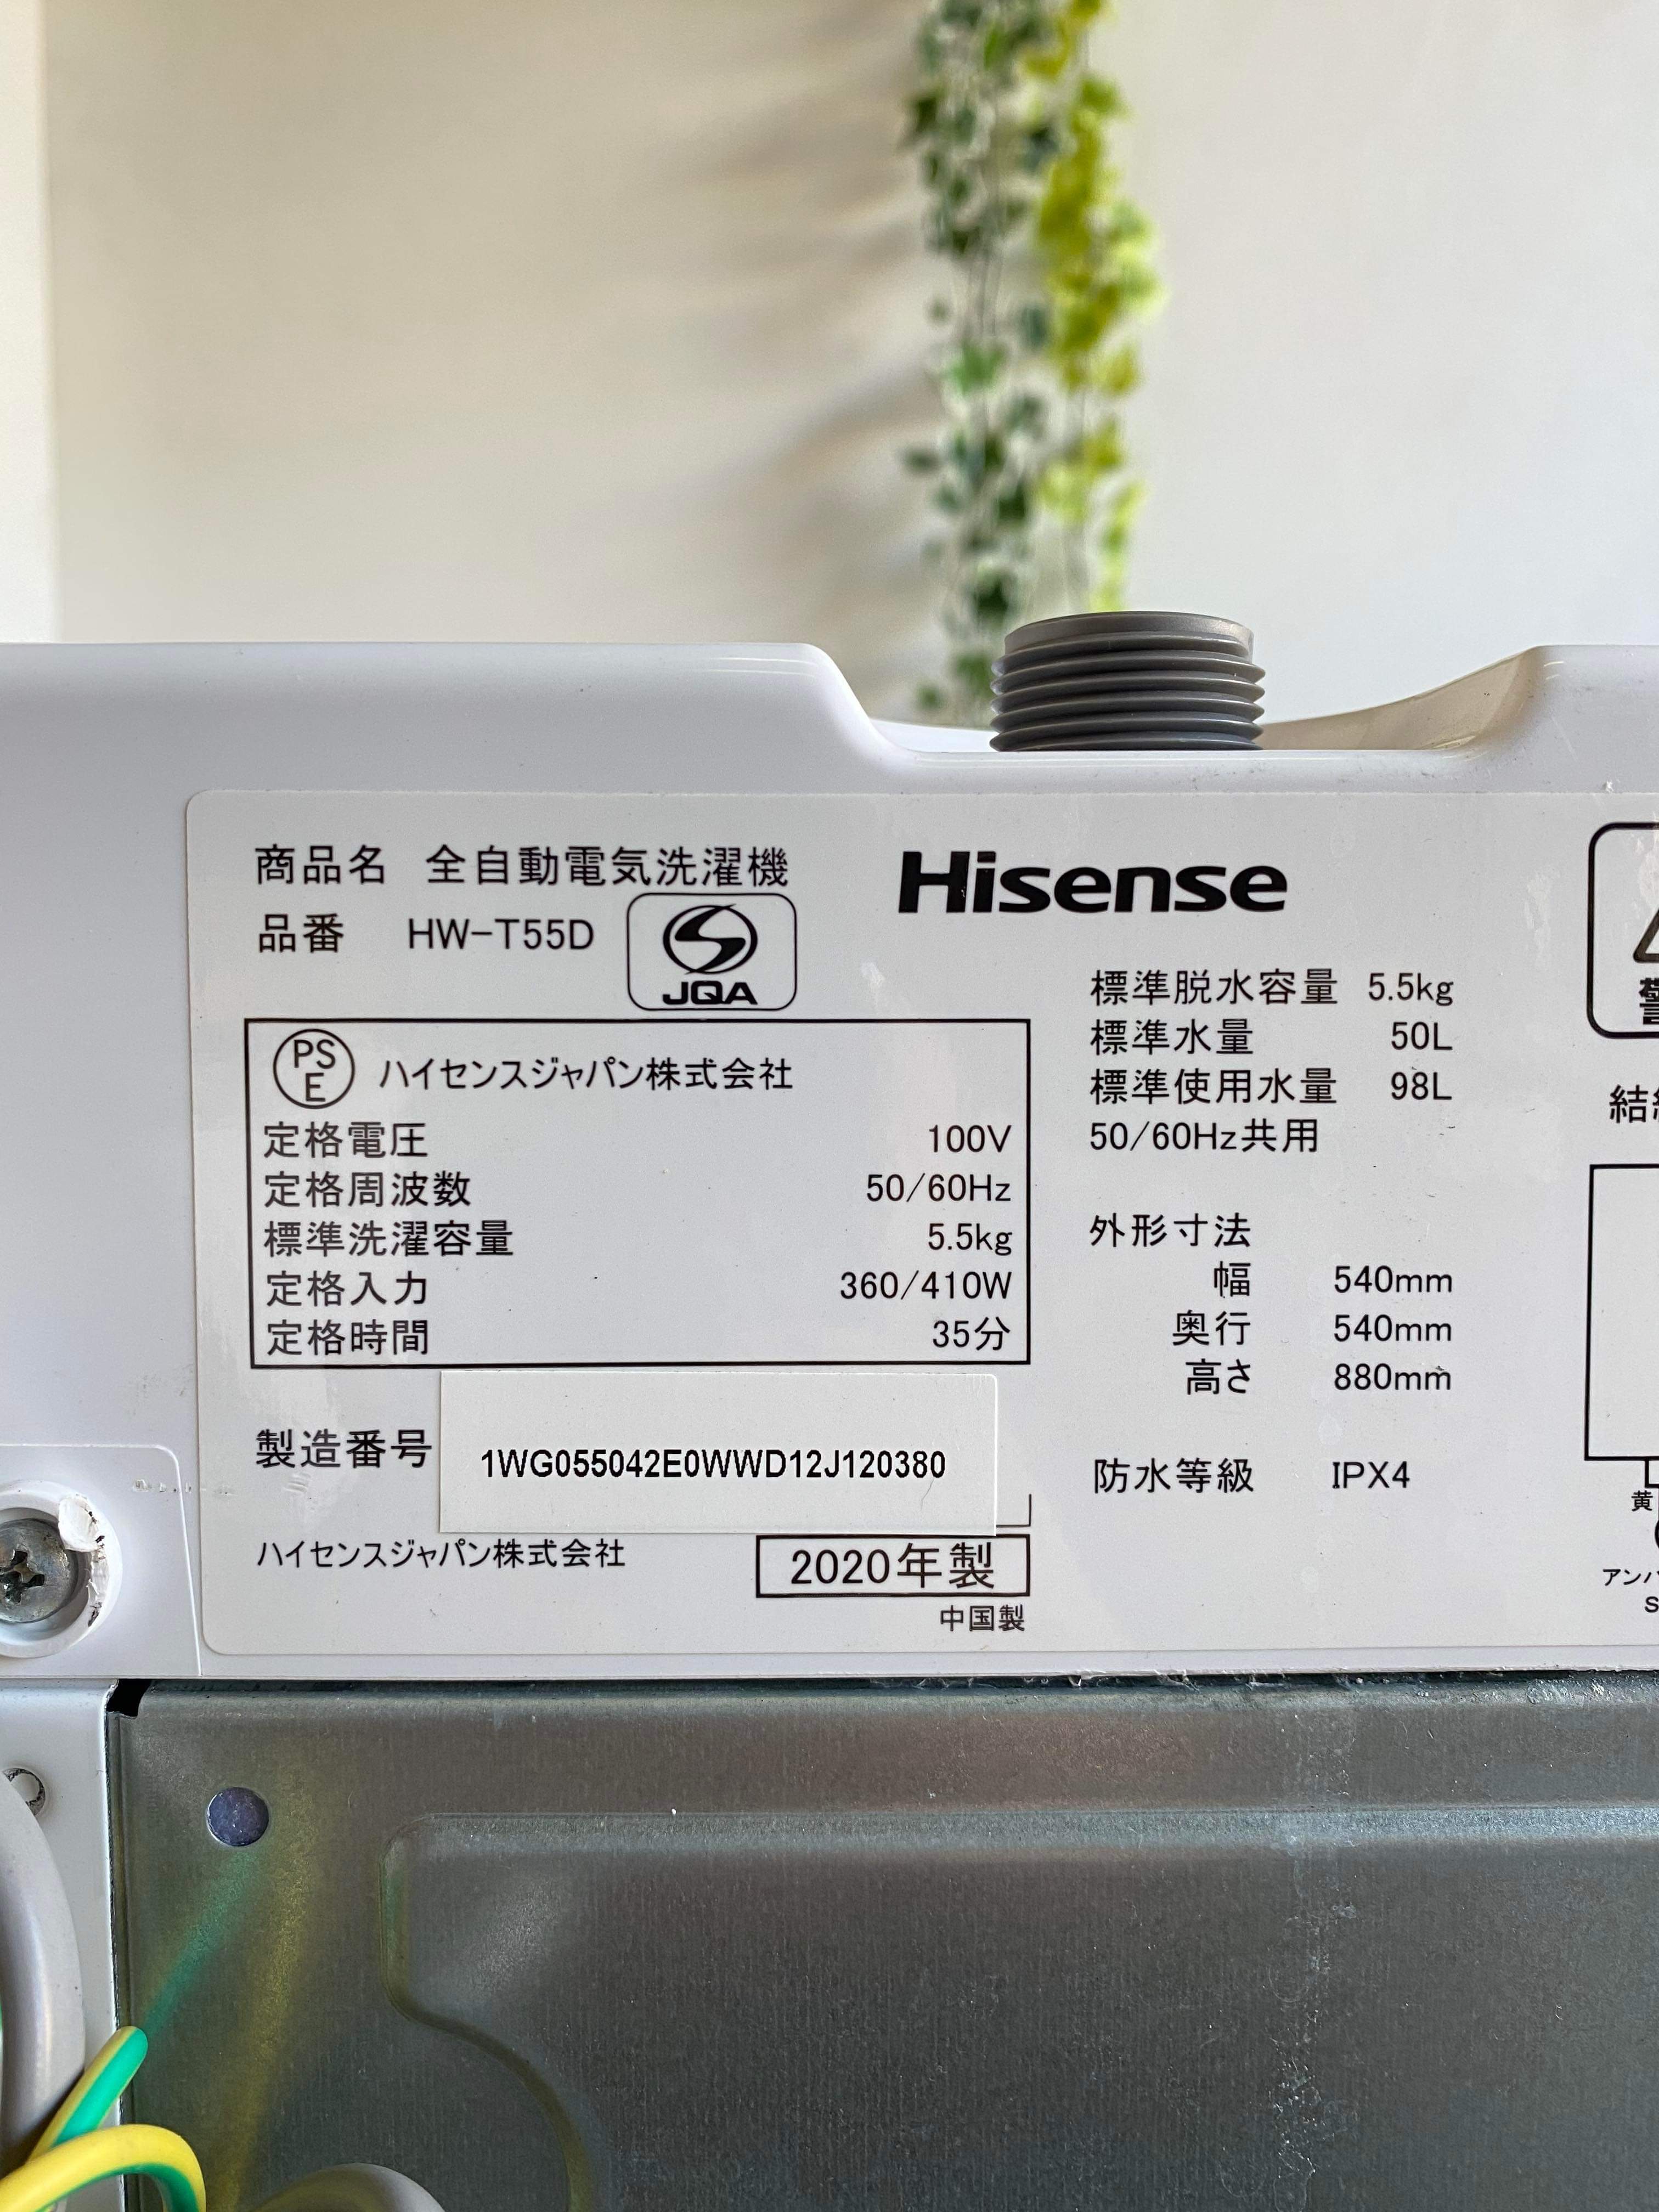 商品名 全自動電気洗濯機
品番 HW-T55D
JQA
Hisense
PS
E
ハイセンスジャパン株式会社
定格電圧 100V
定格周波数 50/60Hz
標準洗濯容量 5.5kg
定格入力 360/410W
定格時間 35分
製造番号 1WG055042E0WWD12J120380
ハイセンスジャパン株式会社
2020年製
中国製
標準脱水容量 5.5kg
標準水量 50L
標準使用水量 98L
50/60Hz共用
外形寸法
幅 540mm
奥行 540mm
高さ 880mm
防水等級 IPX4
警
結
黄
アンバ
S